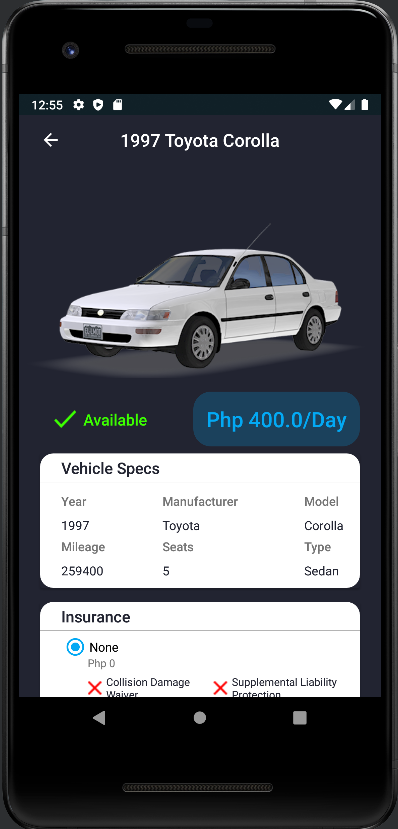 12:55
1997 Toyota Corolla
Available
Php 400.0/Day
Vehicle Specs
Year Manufacturer Model
1997 Toyota Corolla
Mileage Seats Type
259400 5 Sedan
Insurance
None
Php 0
Collision Damage Supplemental Liability
Waiver Protection